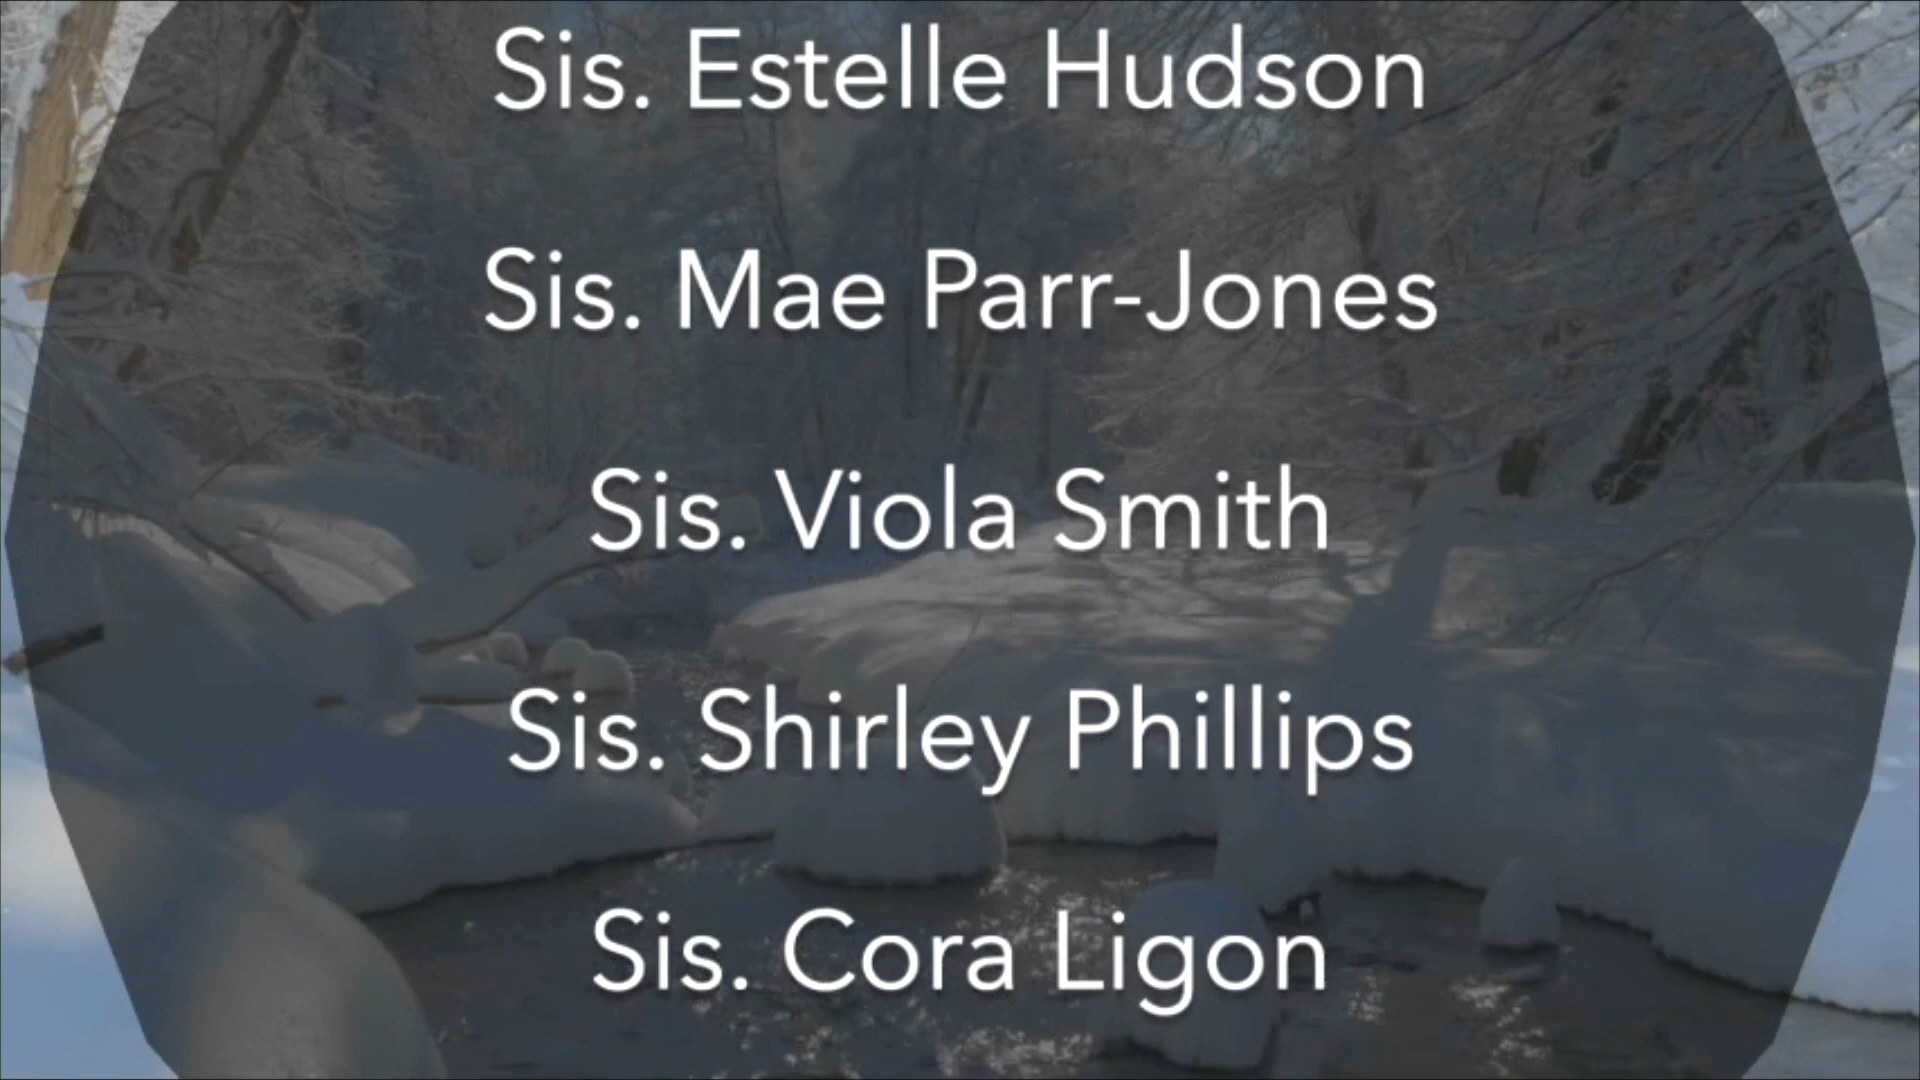 Sis. Estelle Hudson
Sis. Mae Parr-Jones
Sis. Viola Smith
Sis. Shirley Phillips
Sis. Cora Ligon